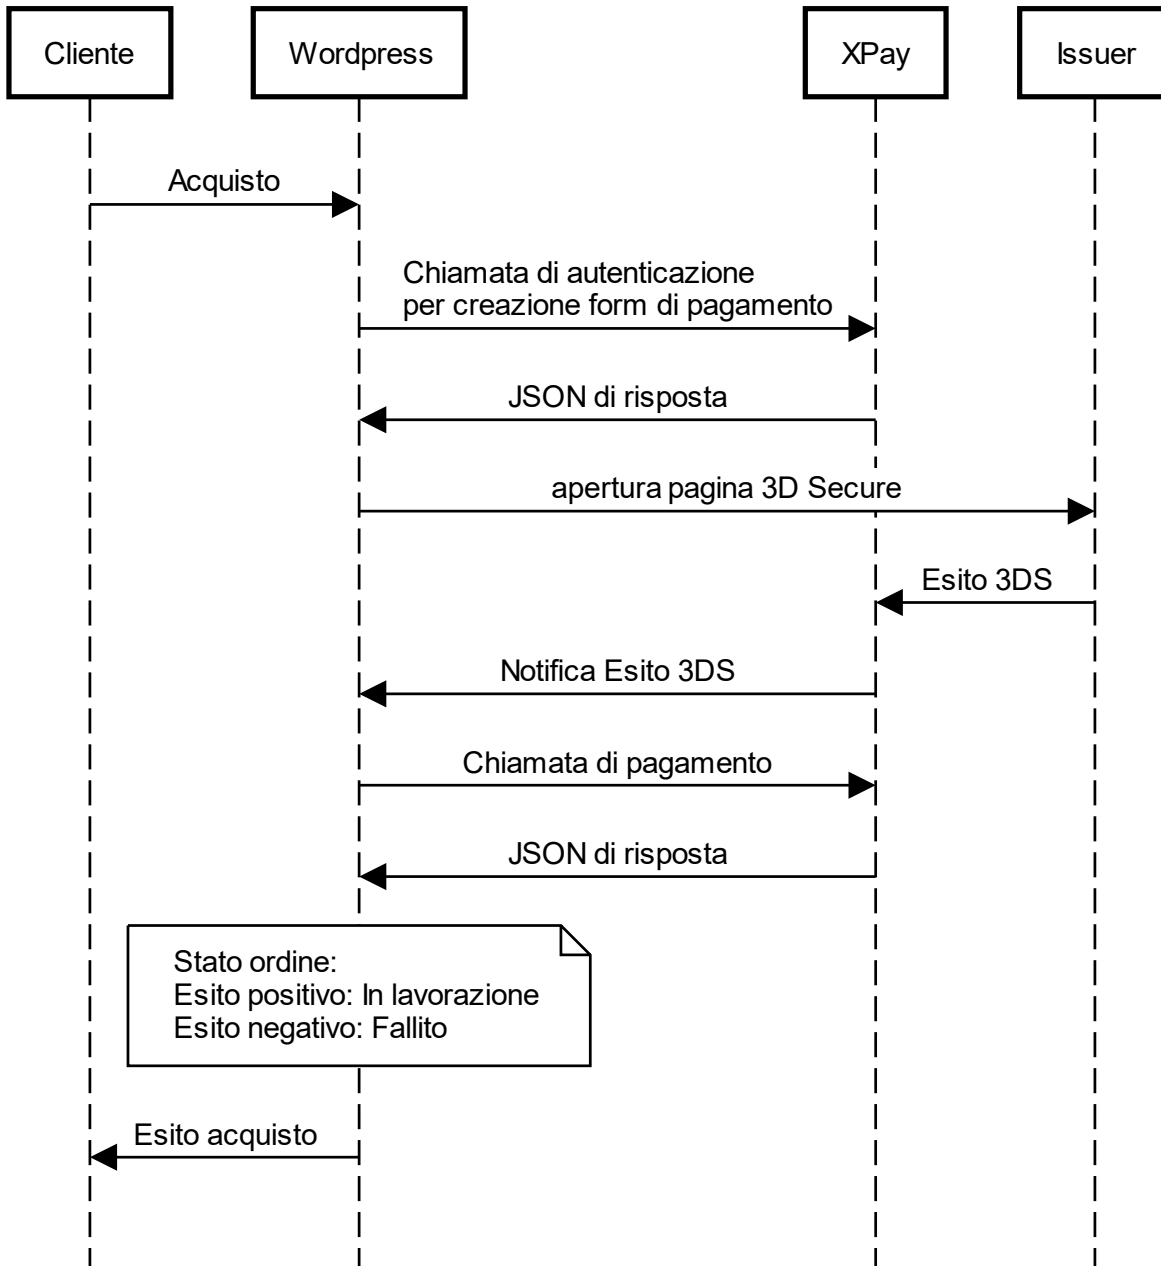 Cliente
Wordpress
XPay
Issuer
Acquisto
Chiamata di autenticazione
per creazione form di pagamento
JSON di risposta
apertura pagina 3D Secure
Esito 3DS
Notifica Esito 3DS
Chiamata di pagamento
JSON di risposta
Stato ordine:
Esito positivo: In lavorazione
Esito negativo: Fallito
Esito acquisto